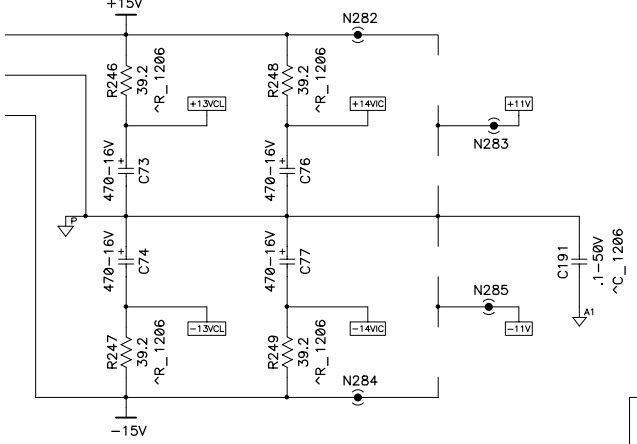 +15V
N282
R246
39.2
^R_1206
R248
39.2
^R_1206
+13VCL
+14VIC
+11V
N283
470-16V
C73
470-16V
C76
P
470-16V
C74
470-16V
C77
C191
.1-50V
^C_1206
A1
N285
-13VCL
-14VIC
-11V
R247
39.2
^R_1206
R249
39.2
^R_1206
N284
-15V